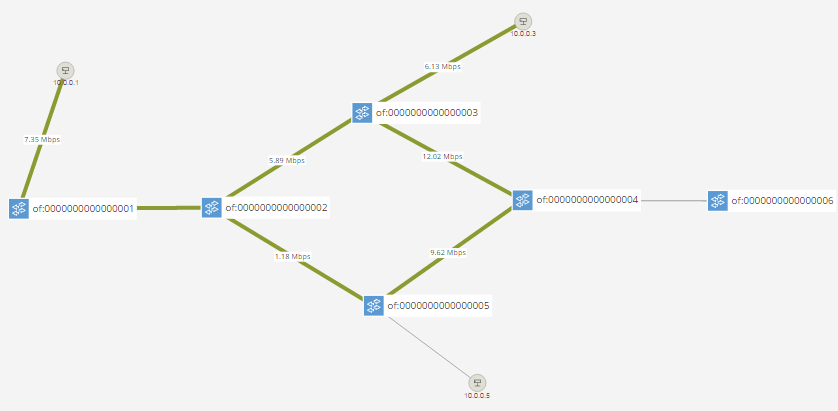 10.0.0.3
6.13 Mbps
10.0.0.1
of:0000000000000003
7.35 Mbps
5.89 Mbps
12.02 Mbps
of:0000000000000001
of:0000000000000002
of:0000000000000004
of:0000000000000006
1.18 Mbps
9.62 Mbps
of:0000000000000005
10.0.0.5